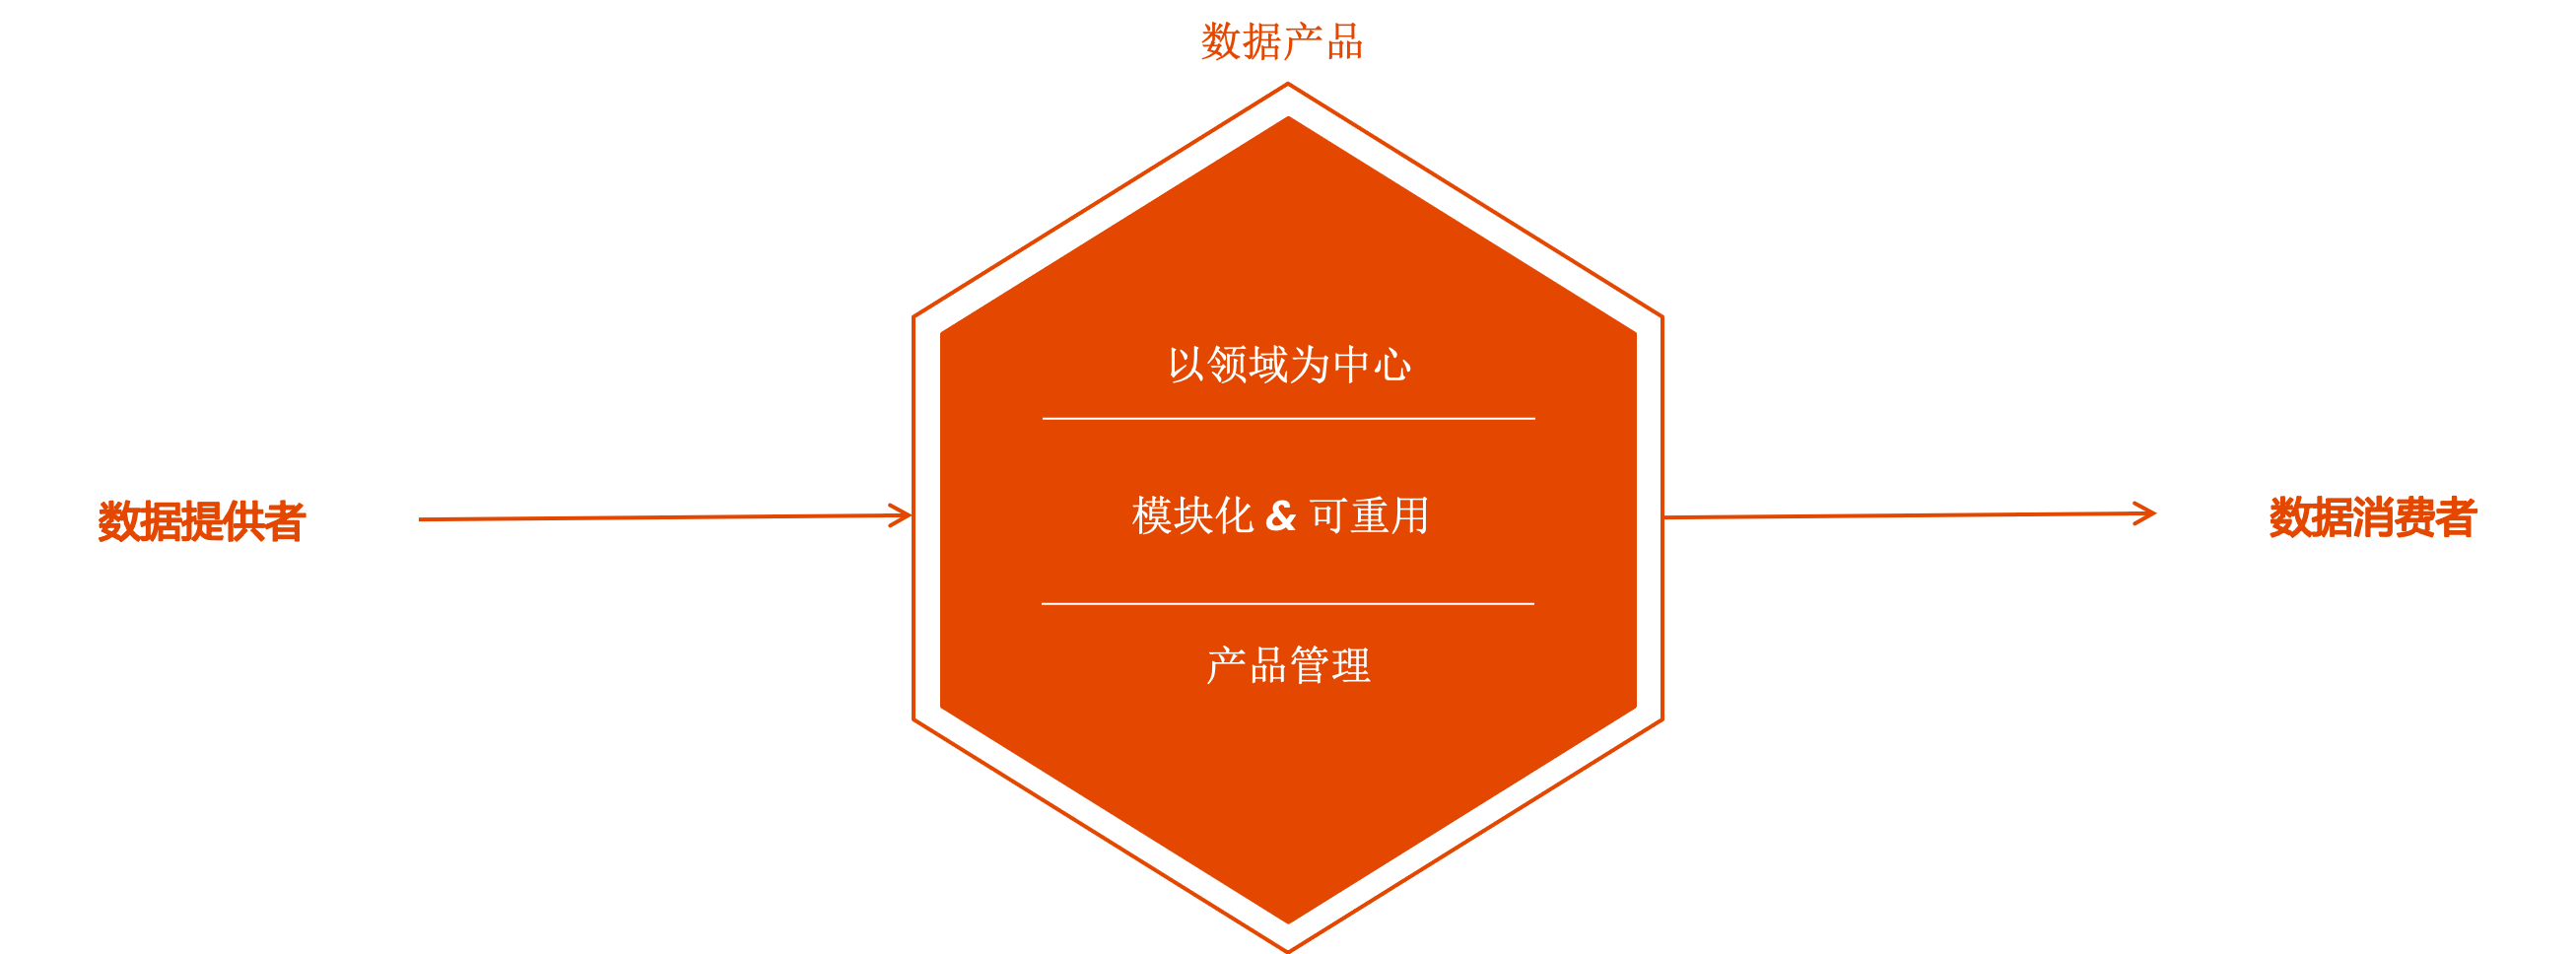 数据产品
以领域为中心
数据提供者
模块化 & 可重用
数据消费者
产品管理